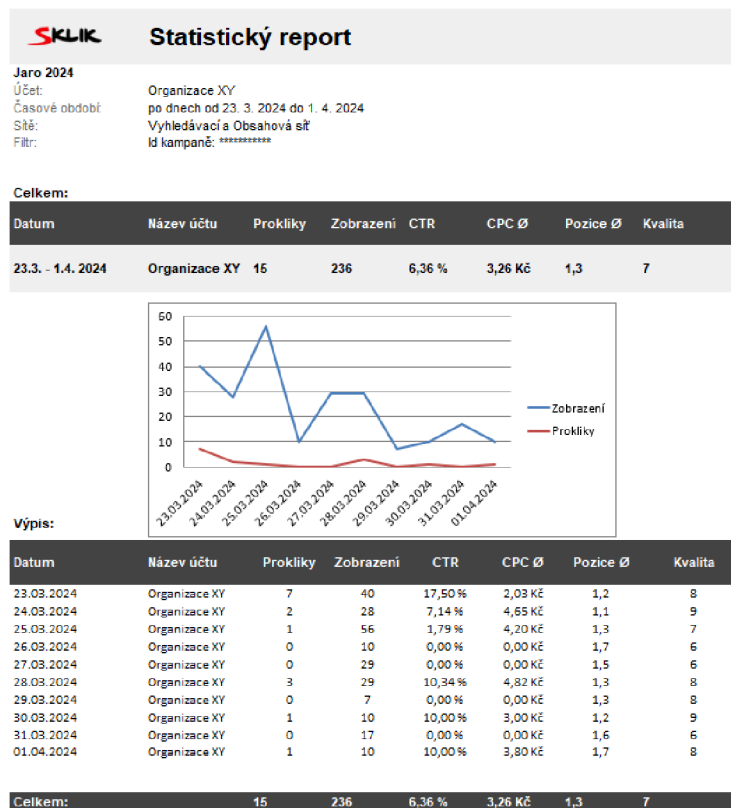 SKLIK Statistický report
Jaro 2024
Účet: Organizace XY
Časové období: po dnech od 23. 3. 2024 do 1. 4. 2024
Sítě: Vyhledávací a Obsahová síť
Filtr: Id kampaně: ***********
Celkem:
Datum Název účtu Prokliky Zobrazení CTR CPC Ø Pozice Ø Kvalita
23.3. - 1.4. 2024 Organizace XY 15 236 6,36 % 3,26 Kč 1,3 7
60
50
40
30
20
10
0
Zobrazení
Prokliky
23.03.2024 24.03.2024 25.03.2024 26.03.2024 27.03.2024 28.03.2024 29.03.2024 30.03.2024 31.03.2024 01.04.2024
Výpis:
Datum Název účtu Prokliky Zobrazení CTR CPC Ø Pozice Ø Kvalita
23.03.2024 Organizace XY 7 40 17,50 % 2,03 Kč 1,2 8
24.03.2024 Organizace XY 2 28 7,14 % 4,65 Kč 1,1 9
25.03.2024 Organizace XY 1 56 1,79 % 4,20 Kč 1,3 7
26.03.2024 Organizace XY 0 10 0,00 % 0,00 Kč 1,7 6
27.03.2024 Organizace XY 0 29 0,00 % 0,00 Kč 1,5 6
28.03.2024 Organizace XY 3 29 10,34 % 4,82 Kč 1,3 8
29.03.2024 Organizace XY 0 7 0,00 % 0,00 Kč 1,3 8
30.03.2024 Organizace XY 1 10 10,00 % 3,00 Kč 1,2 9
31.03.2024 Organizace XY 0 17 0,00 % 0,00 Kč 1,6 6
01.04.2024 Organizace XY 1 10 10,00 % 3,80 Kč 1,7 8
Celkem: 15 236 6,36 % 3,26 Kč 1,3 7